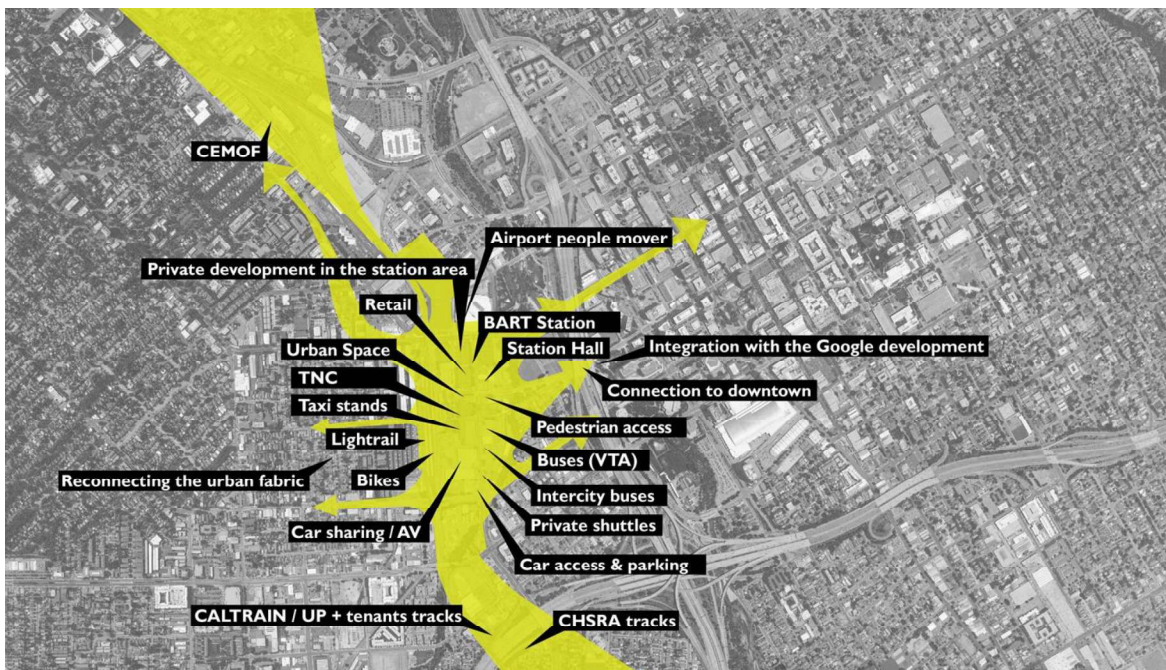 CEMOF
Airport people mover
Private development in the station area
Retail
BART Station
Urban Space
Station Hall
Integration with the Google development
TNC
Connection to downtown
Taxi stands
Pedestrian access
Lightrail
Buses (VTA)
Reconnecting the urban fabric
Bikes
Intercity buses
Car sharing / AV
Private shuttles
Car access & parking
CALTRAIN / UP + tenants tracks
CHSRA tracks